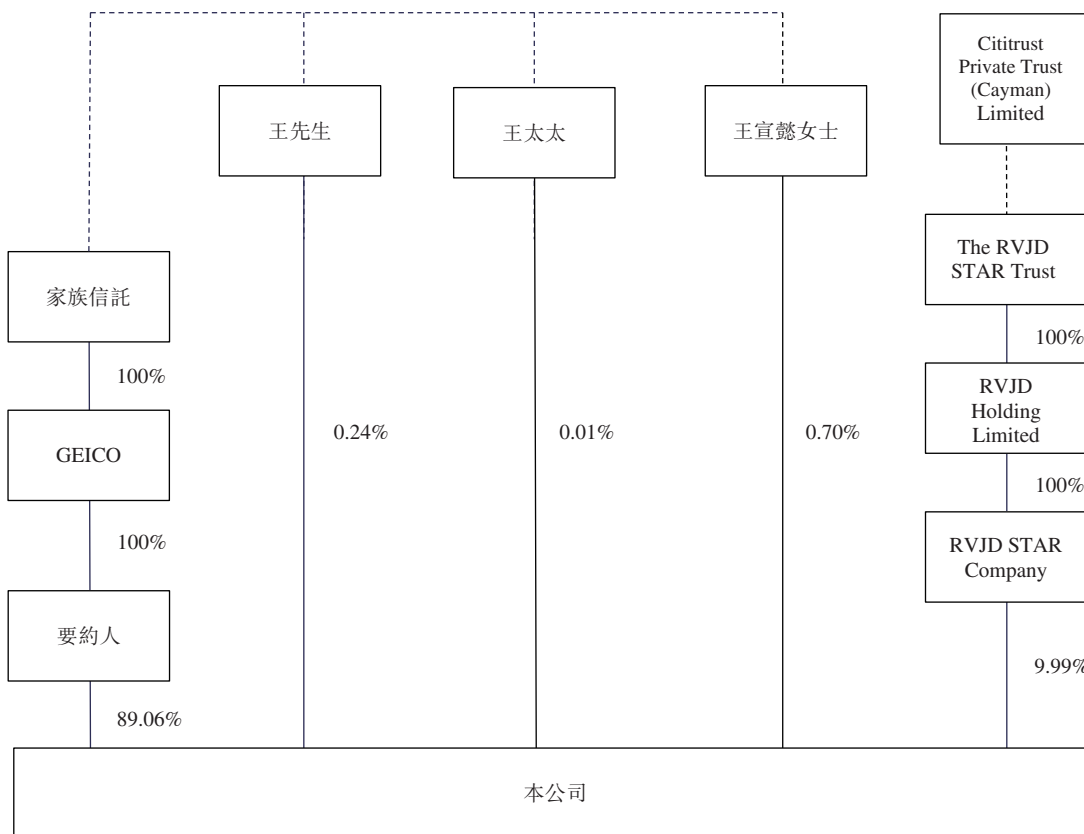 Cititrust
Private Trust
(Cayman)
Limited
王先生
王太太
王宣懿女士
The RVJD
STAR Trust
家族信託
100%
100%
RVJD
Holding
Limited
GEICO
0.24%
0.01%
0.70%
100%
100%
RVJD STAR
Company
要約人
9.99%
89.06%
本公司